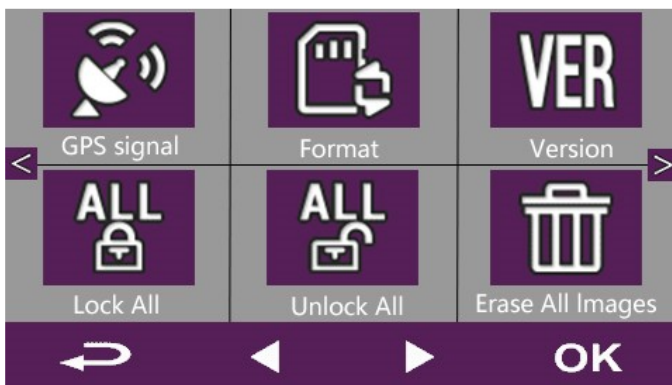 VER
GPS signal
Format
Version
<
>
ALL
ALL
Lock All
Unlock All
Erase All Images
OK